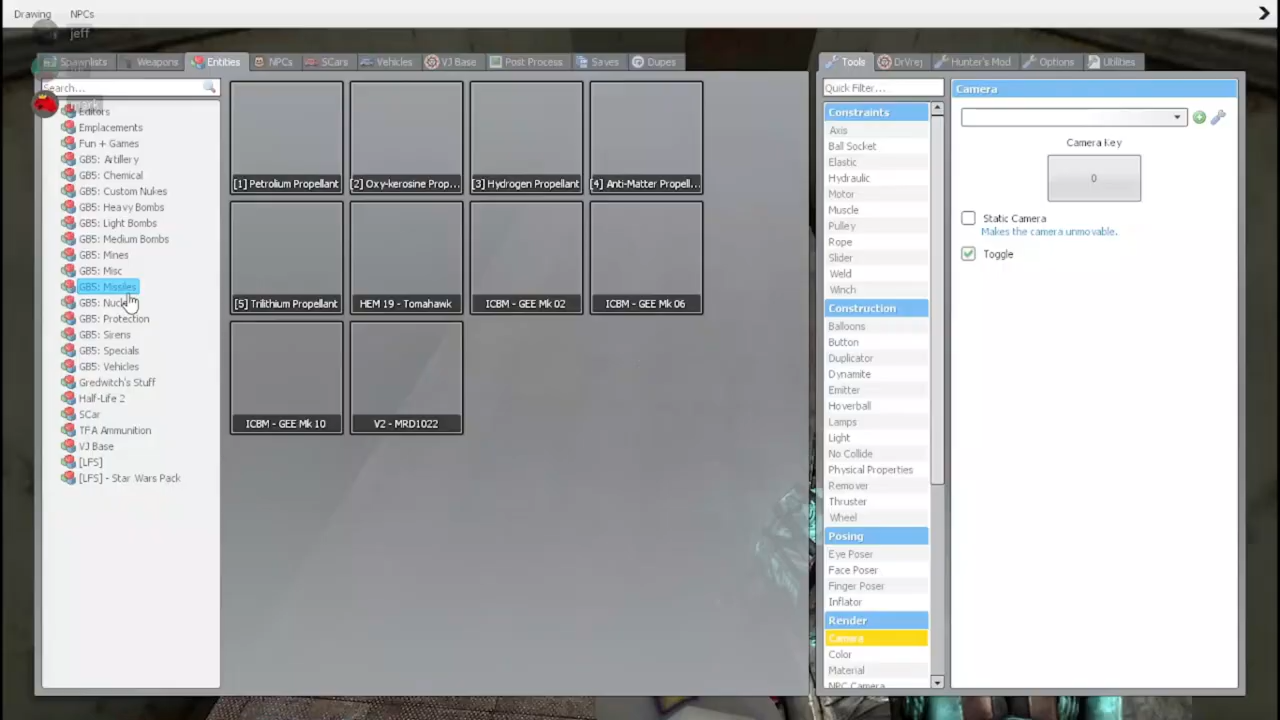 Drawing NPCs
jeff
Spawnlists Weapons Entities NPCs SCars Vehicles VJ Base Post Process Saves Dupes
Search...
mark
Editors
Emplacements
Fun + Games
GB5: Artillery
GB5: Chemical
GB5: Custom Nukes
GB5: Heavy Bombs
GB5: Light Bombs
GB5: Medium Bombs
GB5: Mines
GB5: Misc
GB5: Missiles
GB5: Nuclear
GB5: Protection
GB5: Sirens
GB5: Specials
GB5: Vehicles
Gredwitch's Stuff
Half-Life 2
SCar
TFA Ammunition
VJ Base
[LFS]
[LFS] - Star Wars Pack
[1] Petrolium Propellant
[2] Oxy-kerosine Prop...
[3] Hydrogen Propellant
[4] Anti-Matter Propell...
[5] Trilithium Propellant
HEM 19 - Tomahawk
ICBM - GEE Mk 02
ICBM - GEE Mk 06
ICBM - GEE Mk 10
V2 - MRD1022
Tools DrVrej Hunter's Mod Options Utilities
Quick Filter...
Constraints
Axis
Ball Socket
Elastic
Hydraulic
Motor
Muscle
Pulley
Rope
Slider
Weld
Winch
Construction
Balloons
Button
Duplicator
Dynamite
Emitter
Hoverball
Lamps
Light
No Collide
Physical Properties
Remover
Thruster
Wheel
Posing
Eye Poser
Face Poser
Finger Poser
Inflator
Render
Camera
Color
Material
NPC Camera
Camera
Camera Key
0
Static Camera
Makes the camera unmovable.
Toggle